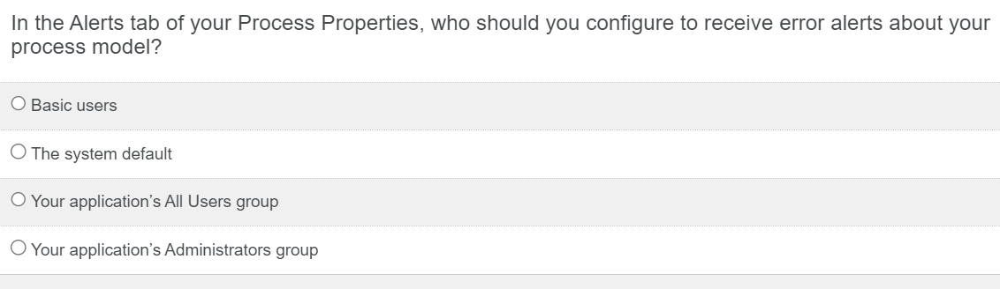 In the Alerts tab of your Process Properties, who should you configure to receive error alerts about your
process model?
Basic users
The system default
Your application’s All Users group
Your application’s Administrators group